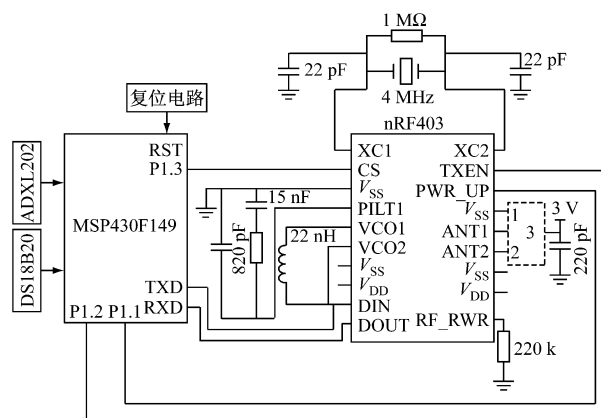 1 MΩ
22 pF
22 pF
4 MHz
复位电路
nRF403
RST
P1.3
ADXL202
DS18B20
MSP430F149
TXD
RXD
P1.2 P1.1
15 nF
820 pF
22 nH
XC1
CS
VSS
PILT1
VCO1
VCO2
VSS
VDD
DIN
DOUT
XC2
TXEN
PWR_UP
VSS
ANT1
ANT2
VSS
VDD
RF_RWR
1
2
3
3 V
220 pF
220 k